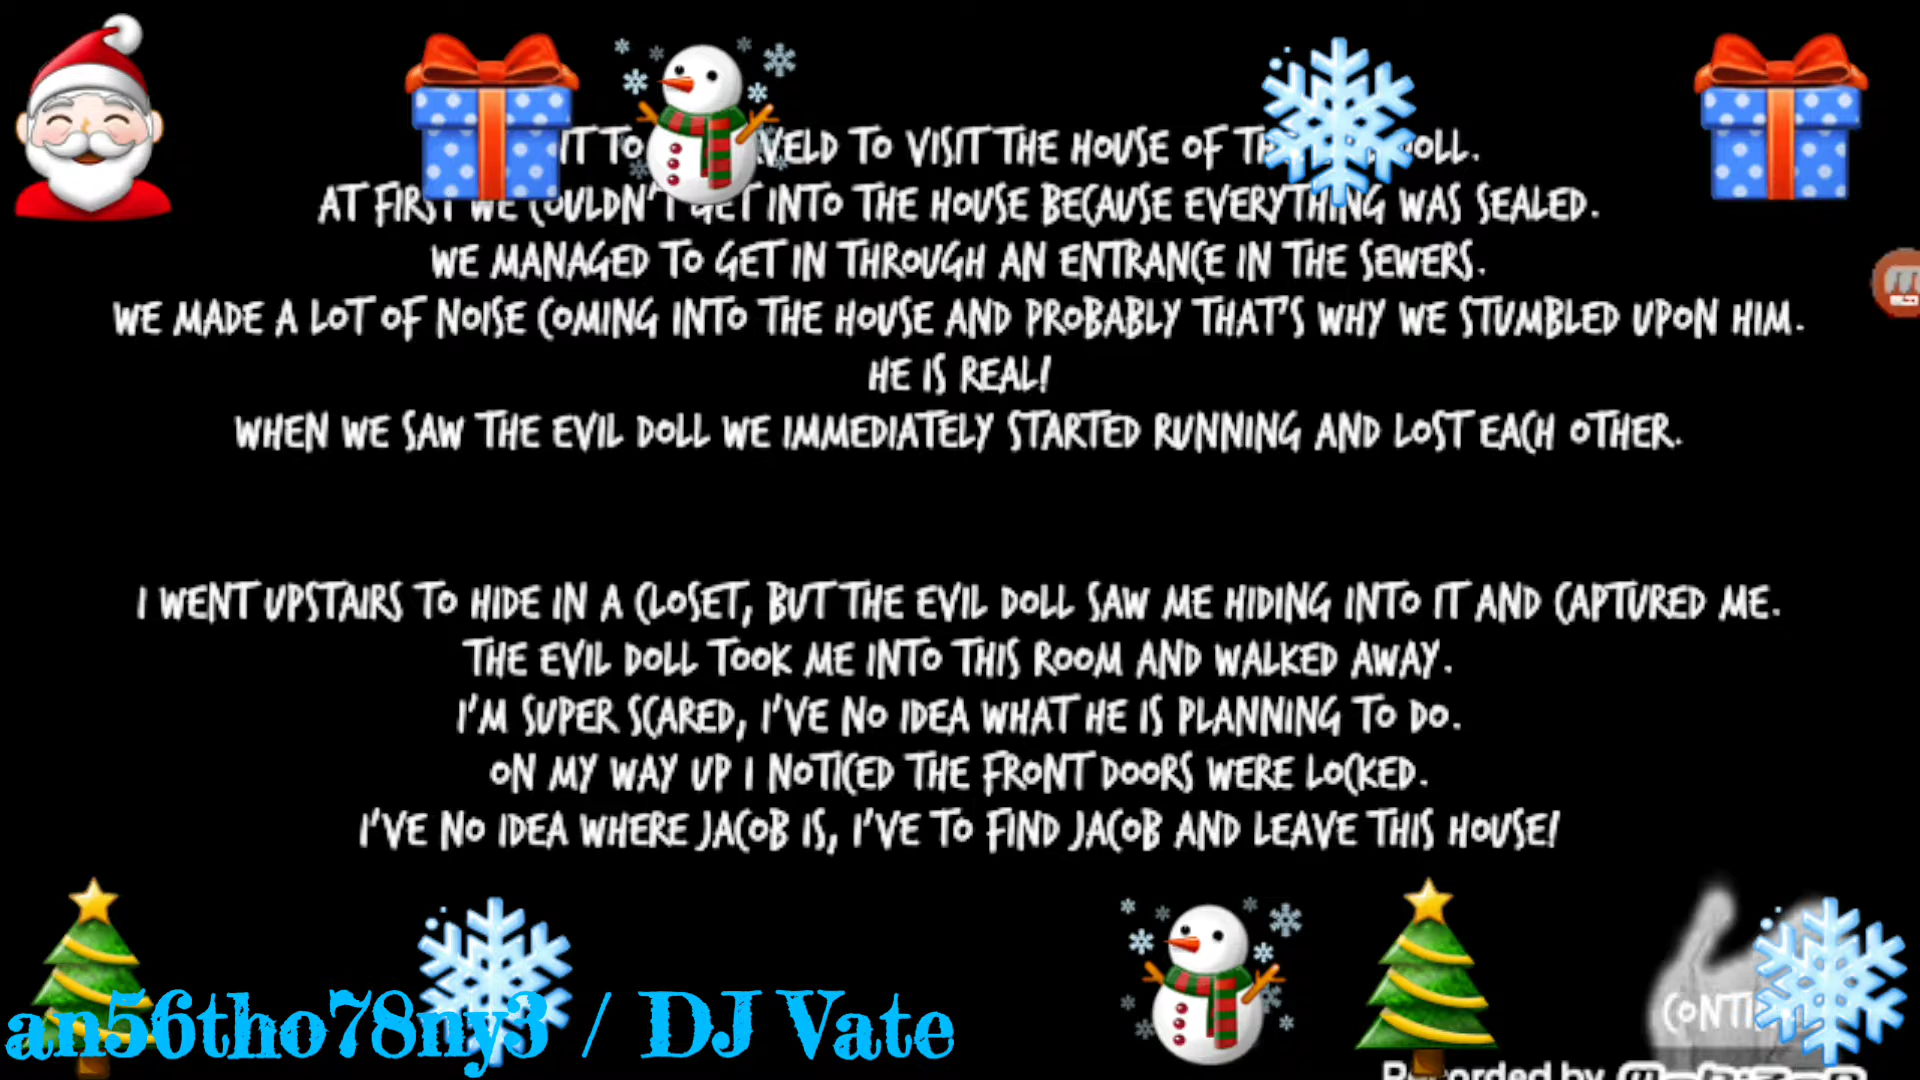 TO VISIT THE HOUSE OF
AT FIRST WE COULDN'T GET INTO THE HOUSE BECAUSE EVERYTHING WAS SEALED.
WE MANAGED TO GET IN THROUGH AN ENTRANCE IN THE SEWERS.
WE MADE A LOT OF NOISE COMING INTO THE HOUSE AND PROBABLY THAT'S WHY WE STUMBLED UPON HIM.
HE IS REAL!
WHEN WE SAW THE EVIL DOLL WE IMMEDIATELY STARTED RUNNING AND LOST EACH OTHER.
I WENT UPSTAIRS TO HIDE IN A CLOSET, BUT THE EVIL DOLL SAW ME HIDING INTO IT AND CAPTURED ME.
THE EVIL DOLL TOOK ME INTO THIS ROOM AND WALKED AWAY.
I'M SUPER SCARED, I'VE NO IDEA WHAT HE IS PLANNING TO DO.
ON MY WAY UP I NOTICED THE FRONT DOORS WERE LOCKED.
I'VE NO IDEA WHERE JACOB IS, I'VE TO FIND JACOB AND LEAVE THIS HOUSE!
an56tho78ny3 / DJ Vate
Recorded by